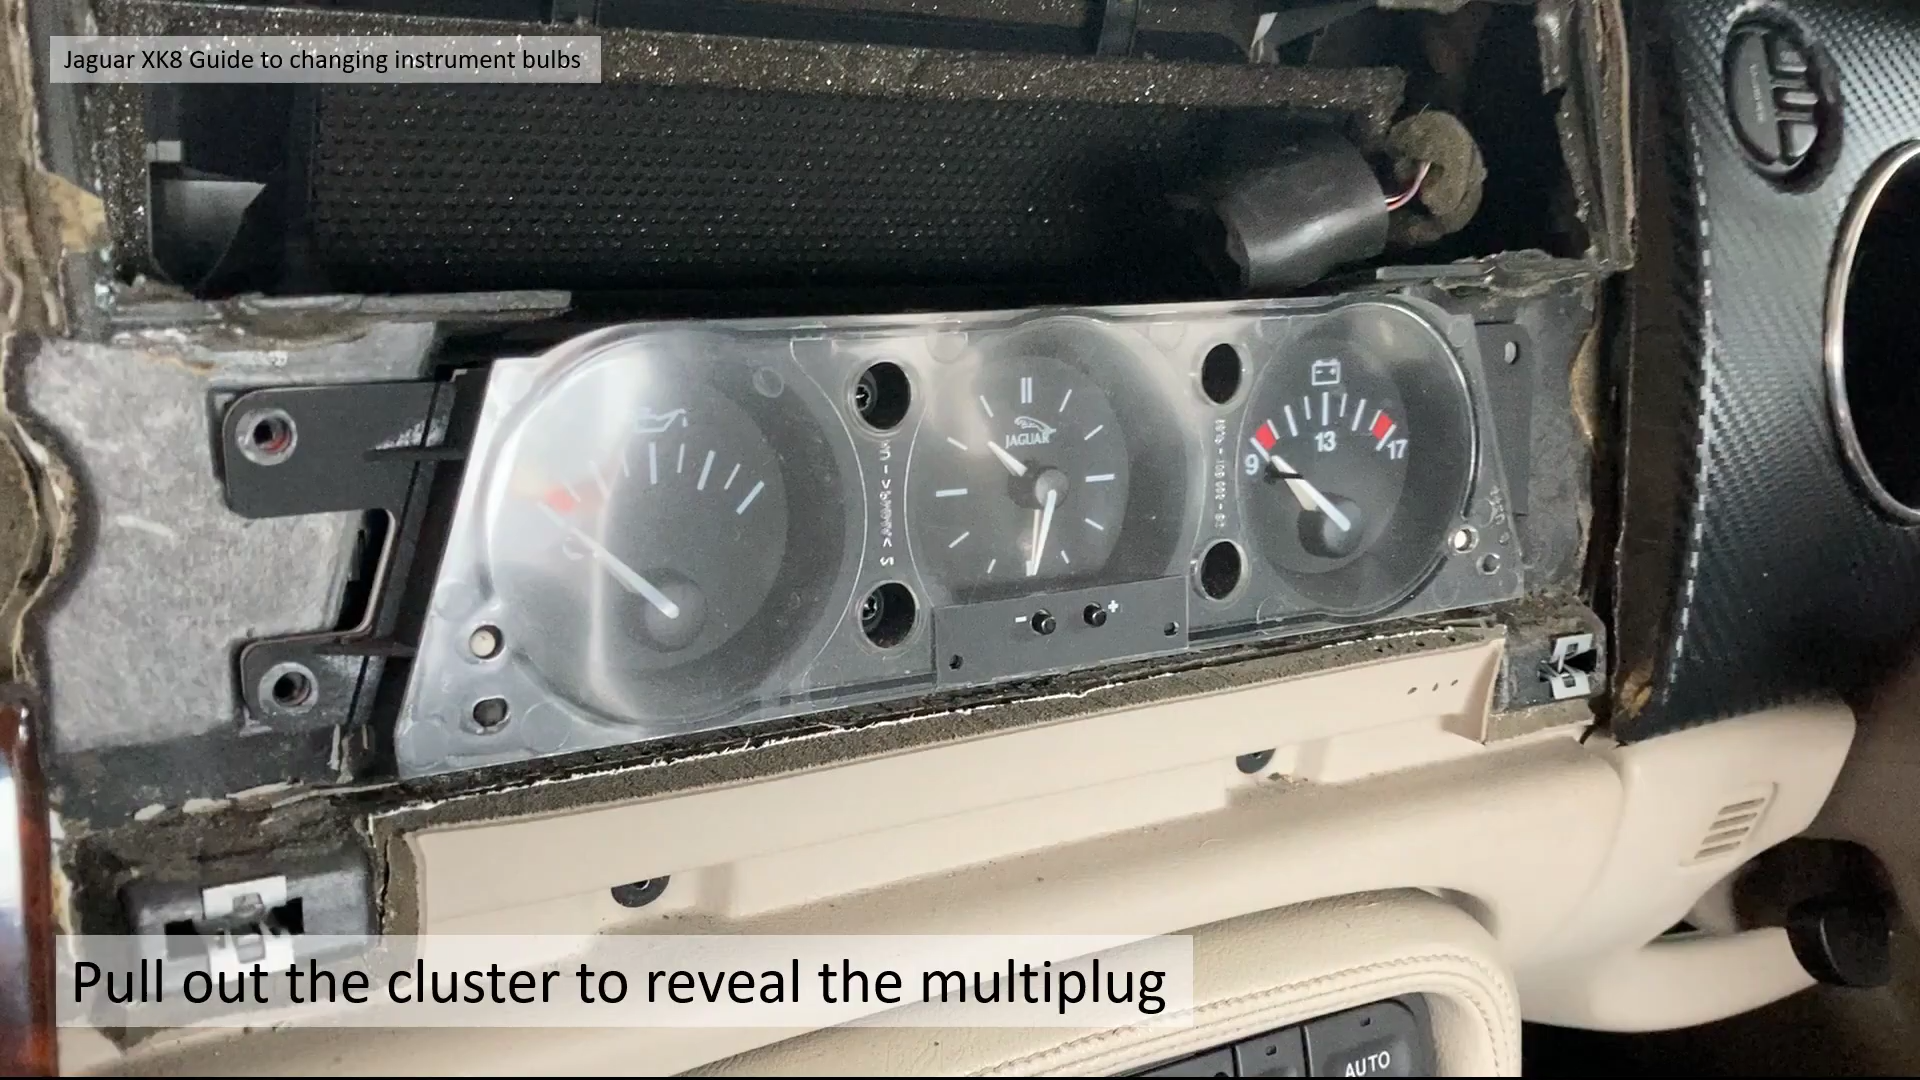 Jaguar XK8 Guide to changing instrument bulbs
JAGUAR
9
13
17
- +
Pull out the cluster to reveal the multiplug
AUTO